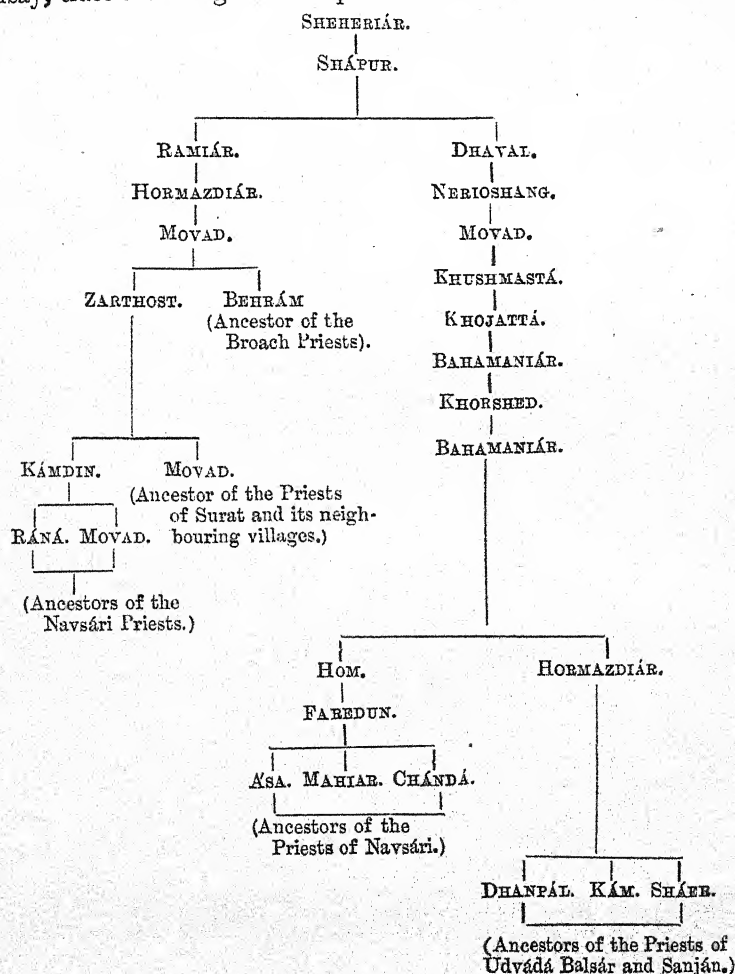 SHEHERIÁR.
SHÁPUR.
RAMIÁR. DHAVAL.
HORMAZDIÁR. NERIOSHANG.
MOVAD. MOVAD.
KHUSHMASTÁ.
ZARTHOST. BEHRÁM
(Ancestor of the
Broach Priests).
KHOJATTÁ.
BAHAMANIÁR.
KHORSHED.
BAHAMANIÁR.
KÁMDIN. MOVAD.
(Ancestor of the Priests
of Surat and its neigh-
RÁNÁ. MOVAD. bouring villages.)
(Ancestors of the
Navsári Priests.)
HOM. HORMAZDIÁR.
FAREDUN.
ÁSA. MAHIAR. CHÁNDÁ.
(Ancestors of the
Priests of Navsári.)
DHANPÁL. KÁM. SHÁER.
(Ancestors of the Priests of
Udvádá Balsár and Sanján.)